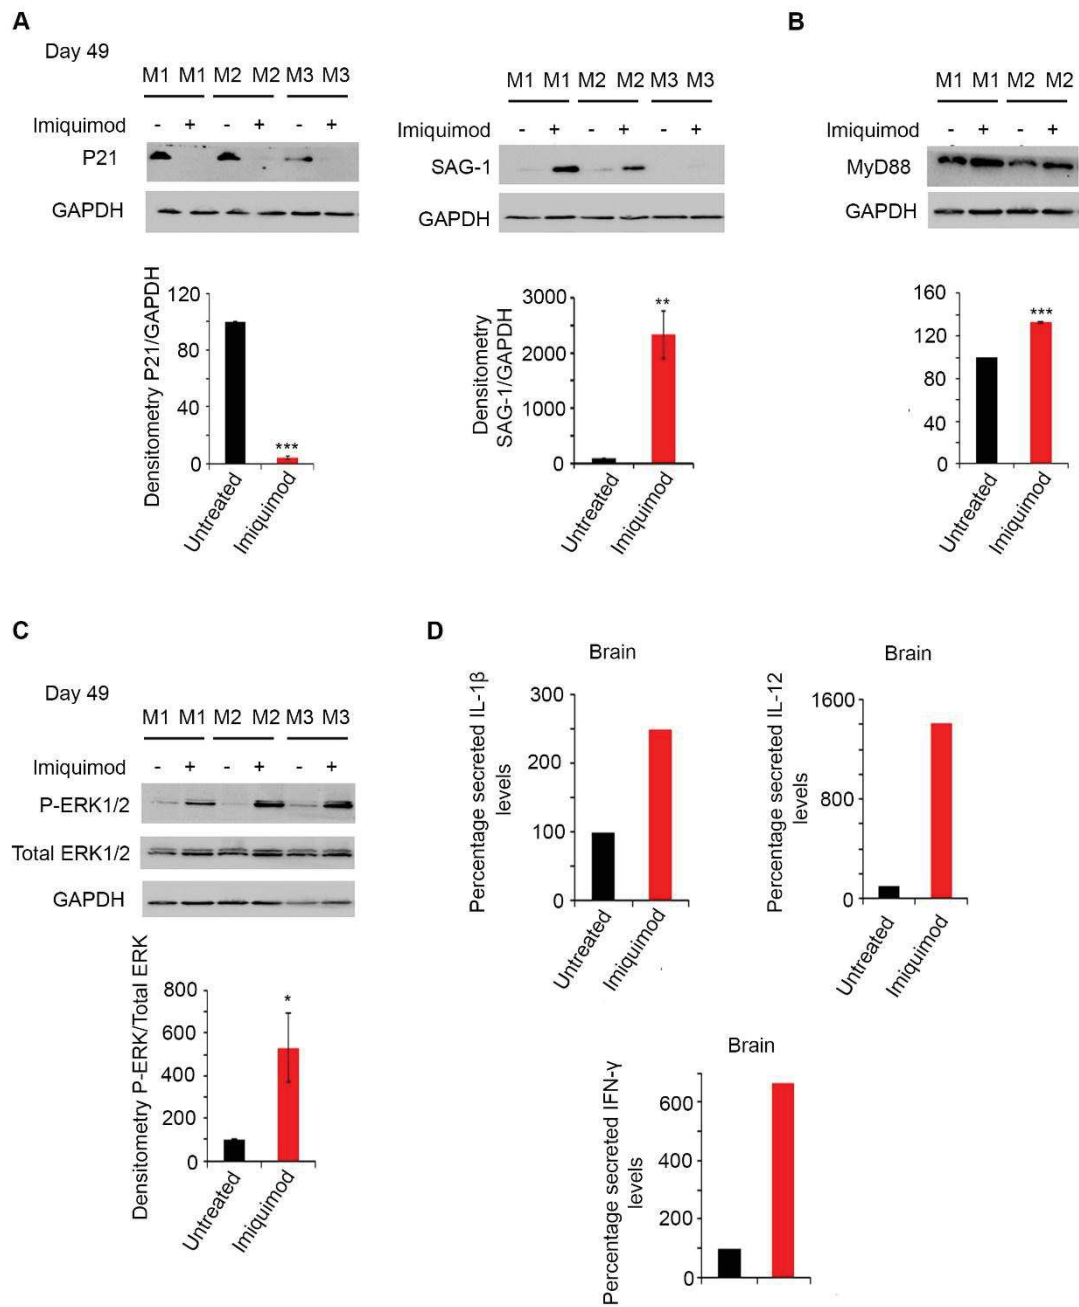 A
Day 49
M1 M1 M2 M2 M3 M3
Imiquimod - + - + - +
P21
GAPDH
Densitometry P21/GAPDH
120
80
40
0
Untreated
Imiquimod
***
M1 M1 M2 M2 M3 M3
Imiquimod - + - + - +
SAG-1
GAPDH
Densitometry
SAG-1/GAPDH
3000
2000
1000
0
Untreated
Imiquimod
**
B
M1 M1 M2 M2
Imiquimod - + - +
MyD88
GAPDH
160
120
80
40
0
Untreated
Imiquimod
***
C
Day 49
M1 M1 M2 M2 M3 M3
Imiquimod - + - + - +
P-ERK1/2
Total ERK1/2
GAPDH
Densitometry P-ERK/Total ERK
800
600
400
200
0
Untreated
Imiquimod
*
D
Brain
Percentage secreted IL-1β
levels
300
200
100
0
Untreated
Imiquimod
Brain
Percentage secreted IL-12
levels
1600
800
0
Untreated
Imiquimod
Brain
Percentage secreted IFN-γ
levels
600
400
200
0